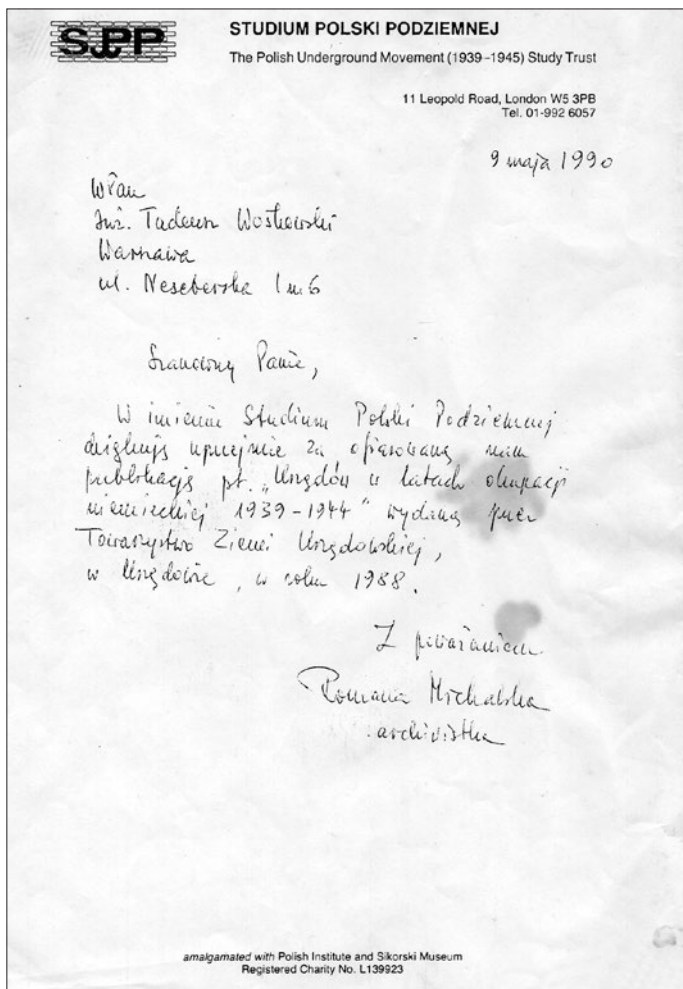 SPP
STUDIUM POLSKI PODZIEMNEJ
The Polish Underground Movement (1939-1945) Study Trust
11 Leopold Road, London W5 3PB
Tel. 01-992 6057
9 maja 1990
WPan
Inż. Tadeusz Wostkowski
Warszawa
ul. Neseberska 1 m. 6
Szanowny Panie,
W imieniu Studium Polski Podziemnej
dziękuję uprzejmie za ofiarowaną nam
publikację pt. „Urzędów w latach okupacji
niemieckiej 1939-1944” wydaną przez
Towarzystwo Ziemi Urzędowskiej,
w Urzędowie, w roku 1988.
Z poważaniem
Romana Michalska
archiwistka
amalgamated with Polish Institute and Sikorski Museum
Registered Charity No. L139923